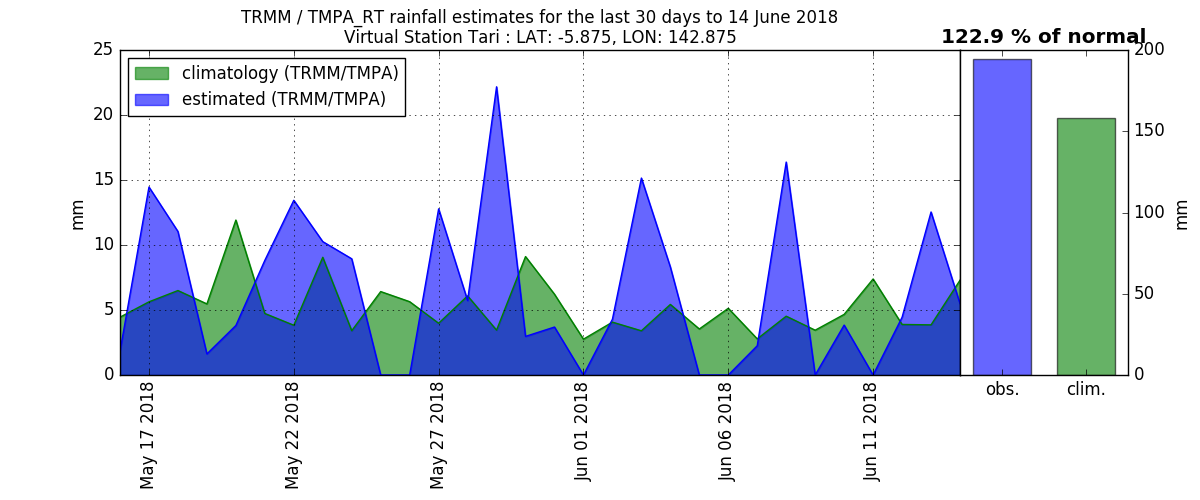 TRMM / TMPA_RT rainfall estimates for the last 30 days to 14 June 2018
Virtual Station Tari : LAT: -5.875, LON: 142.875
122.9 % of normal
climatology (TRMM/TMPA)
estimated (TRMM/TMPA)
mm
25
20
15
10
5
0
May 17 2018
May 22 2018
May 27 2018
Jun 01 2018
Jun 06 2018
Jun 11 2018
obs.
clim.
200
150
100
50
0
mm